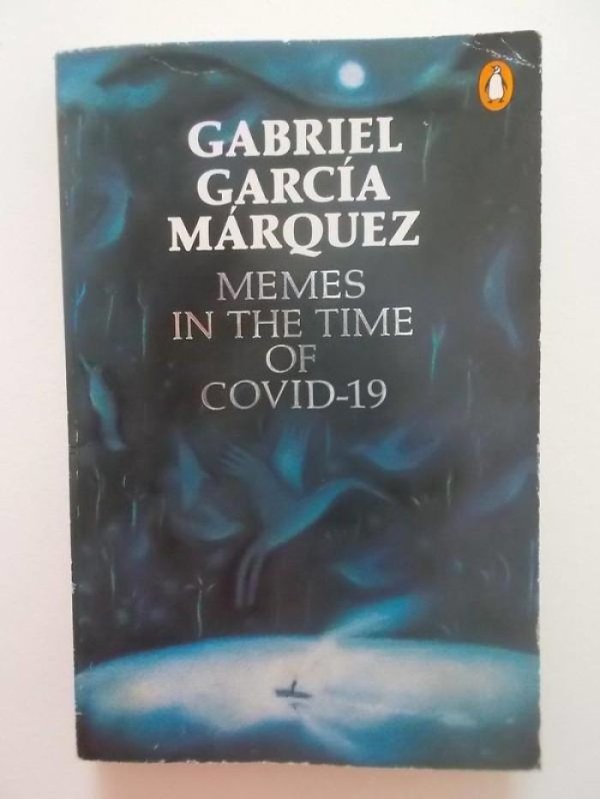 GABRIEL
GARCÍA
MÁRQUEZ
MEMES
IN THE TIME
OF
COVID-19